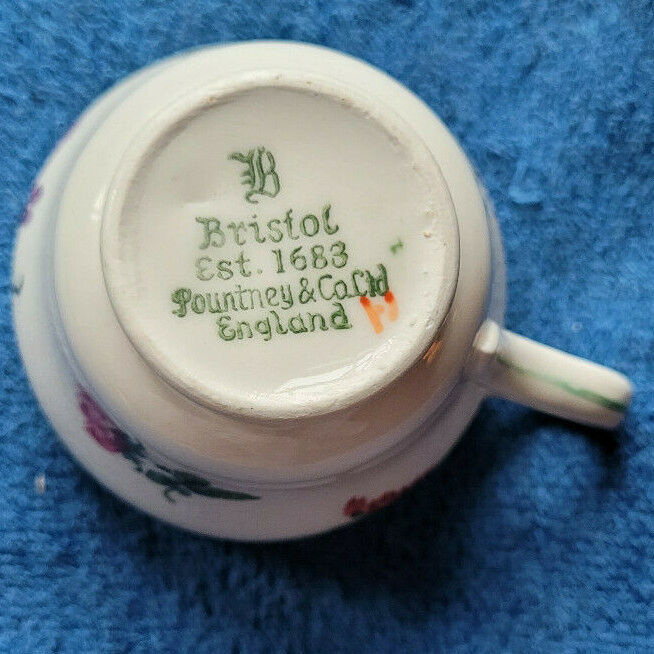 B
Bristol
Est. 1683
Pountney & Co. Ltd
England